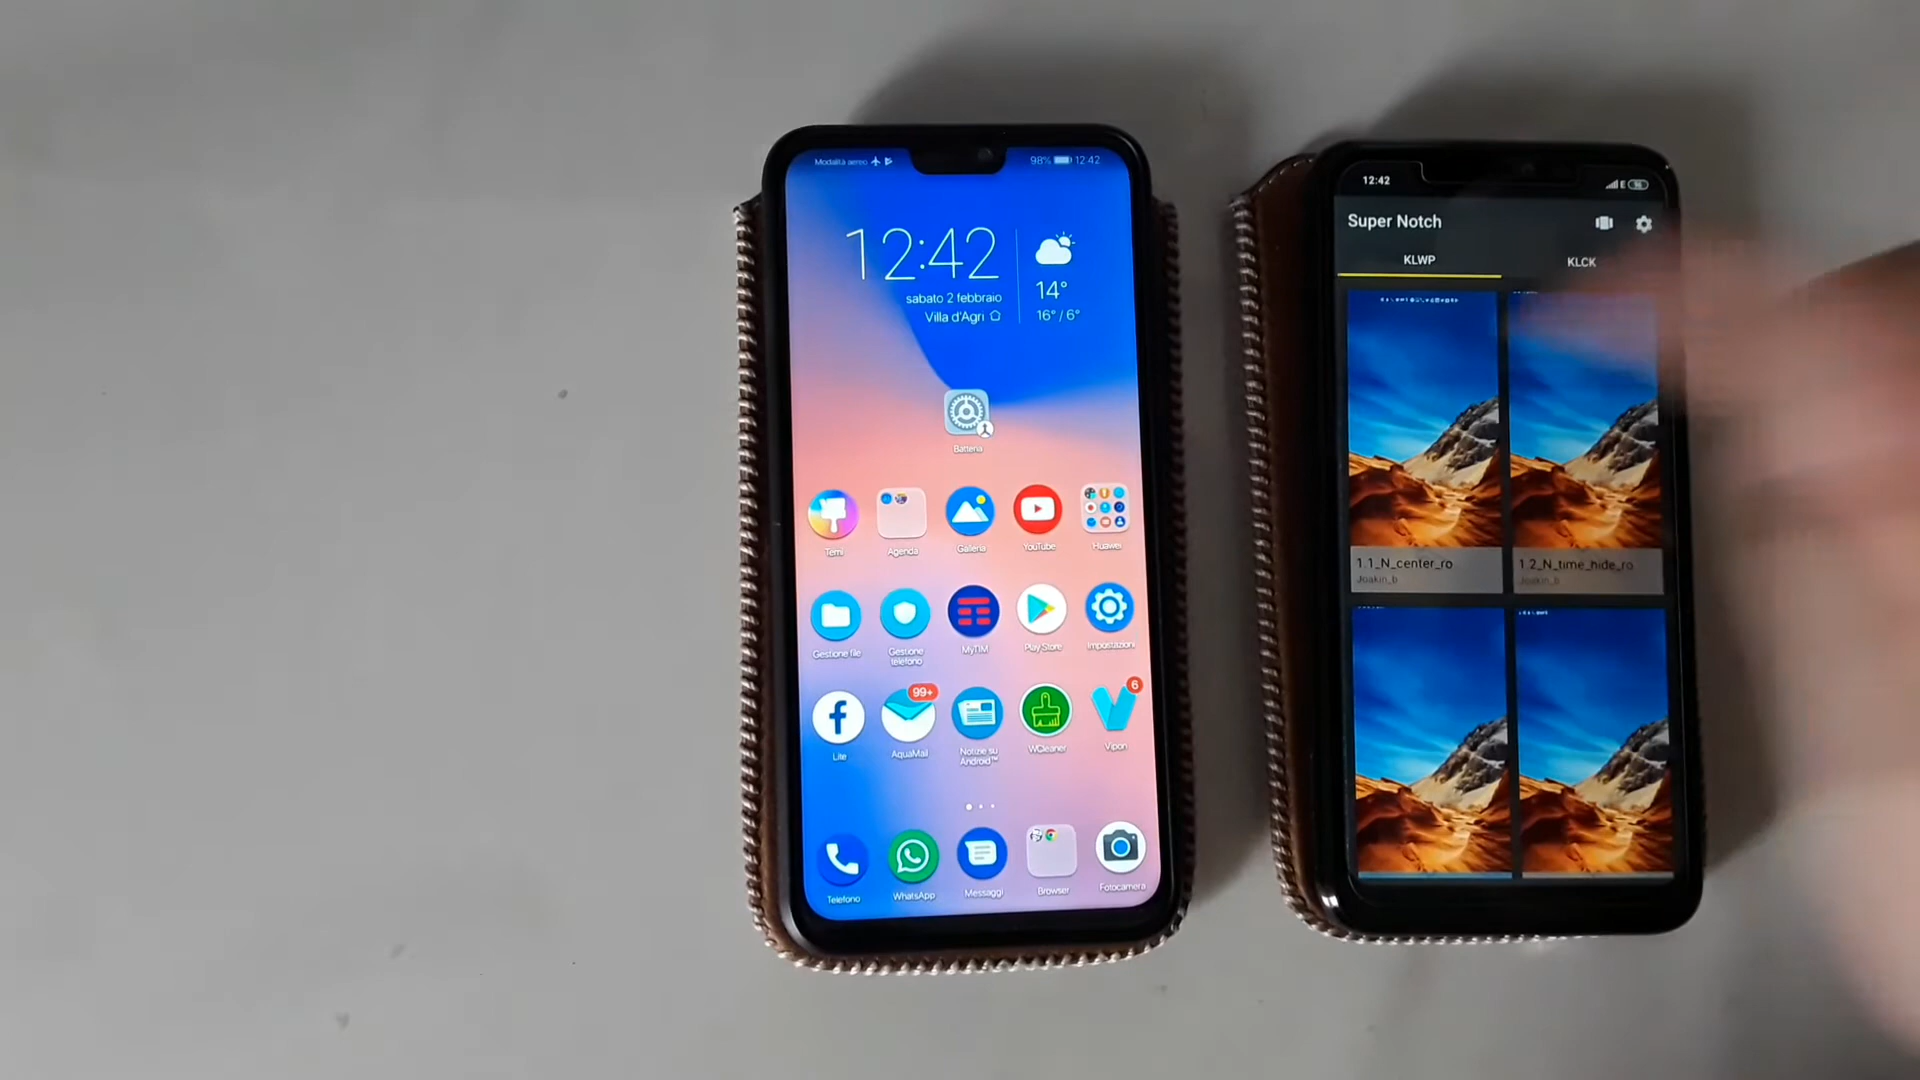 Modalità aereo
98% 12:42
12:42
sabato 2 febbraio
Villa d'Agri
14°
16° / 6°
Batteria
Temi
Agenda
Galleria
YouTube
Huawei
Gestione file
Gestione
telefono
MyTIM
Play Store
Impostazioni
99+
6
Lite
AquaMail
Notizie su
Android™
WCleaner
Vipon
Telefono
WhatsApp
Messaggi
Browser
Fotocamera
12:42
E
Super Notch
KLWP
KLCK
1.1_N_center_ro
Joakin_b
1.2_N_time_hide_ro
Joakin_b